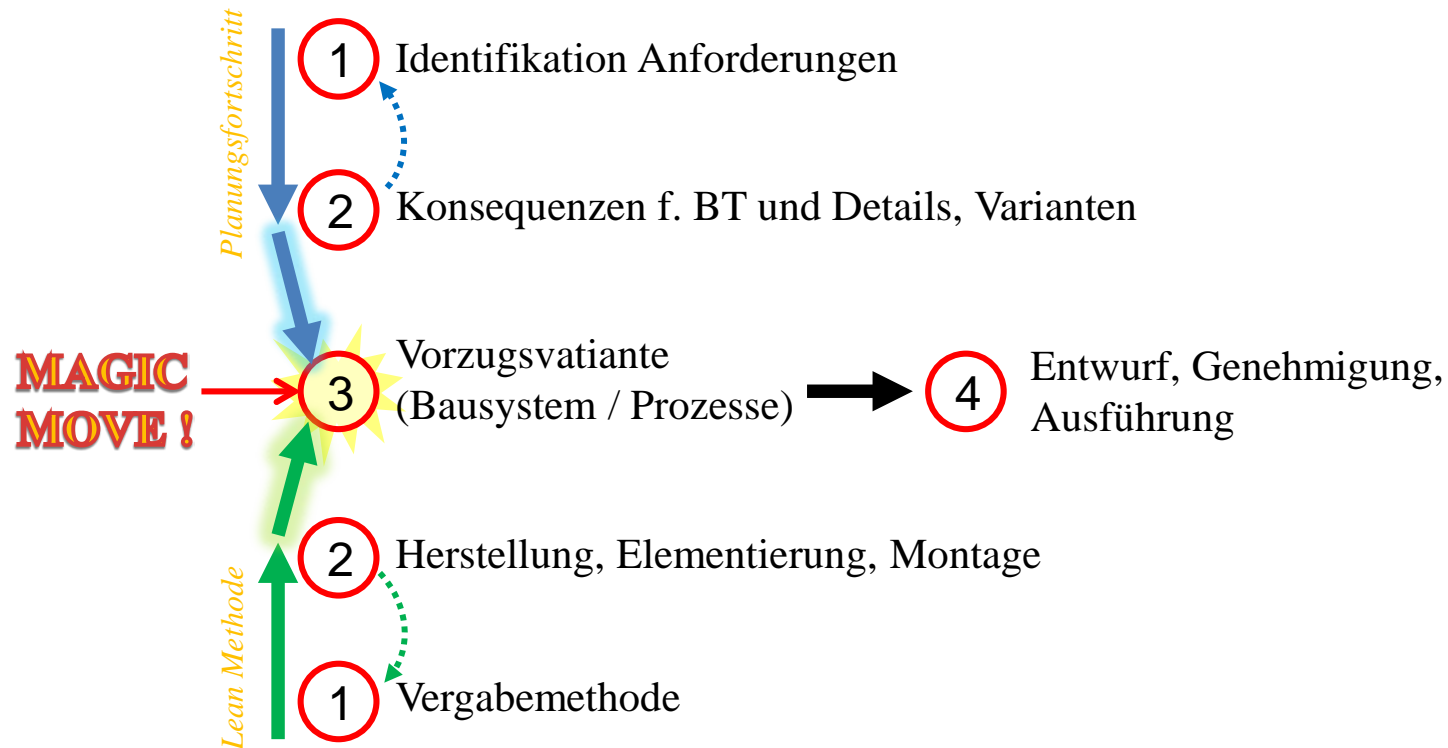 Planungsfortschritt
1 Identifikation Anforderungen
2 Konsequenzen f. BT und Details, Varianten
MAGIC
MOVE !
3 Vorzugsvatiante
(Bausystem / Prozesse)
4 Entwurf, Genehmigung,
Ausführung
Lean Methode
2 Herstellung, Elementierung, Montage
1 Vergabemethode